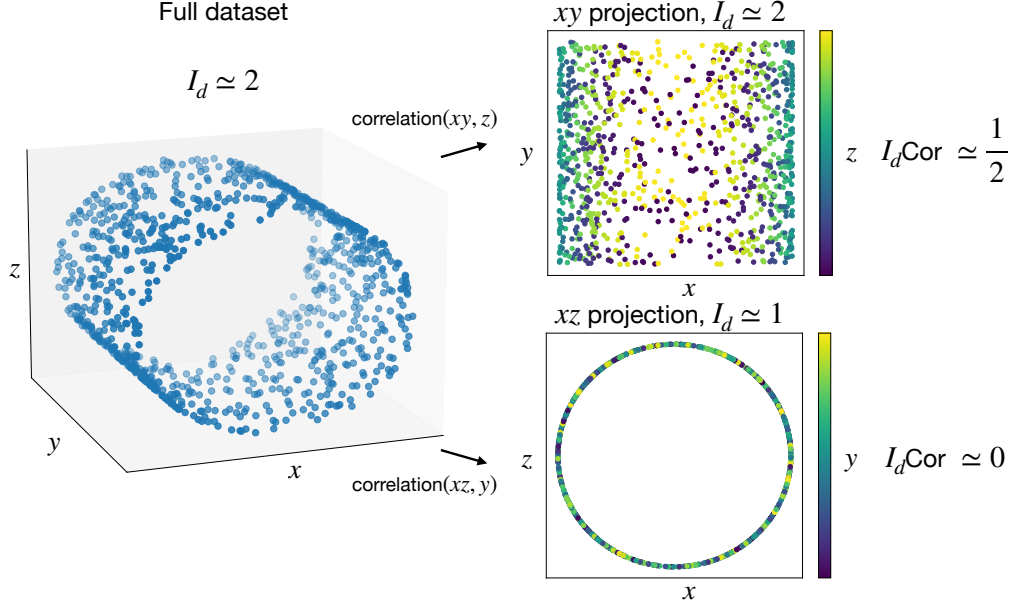 Full dataset
I_d ≃ 2
z
y
x
correlation(xy, z)
correlation(xz, y)
xy projection, I_d ≃ 2
y
x
z
I_dCor ≃ 1/2
xz projection, I_d ≃ 1
z
x
y
I_dCor ≃ 0